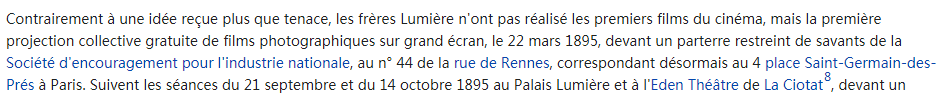 Contrairement à une idée reçue plus que tenace, les frères Lumière n'ont pas réalisé les premiers films du cinéma, mais la première
projection collective gratuite de films photographiques sur grand écran, le 22 mars 1895, devant un parterre restreint de savants de la
Société d'encouragement pour l'industrie nationale, au n° 44 de la rue de Rennes, correspondant désormais au 4 place Saint-Germain-des-
Prés à Paris. Suivent les séances du 21 septembre et du 14 octobre 1895 au Palais Lumière et à l'Eden Théâtre de La Ciotat8, devant un